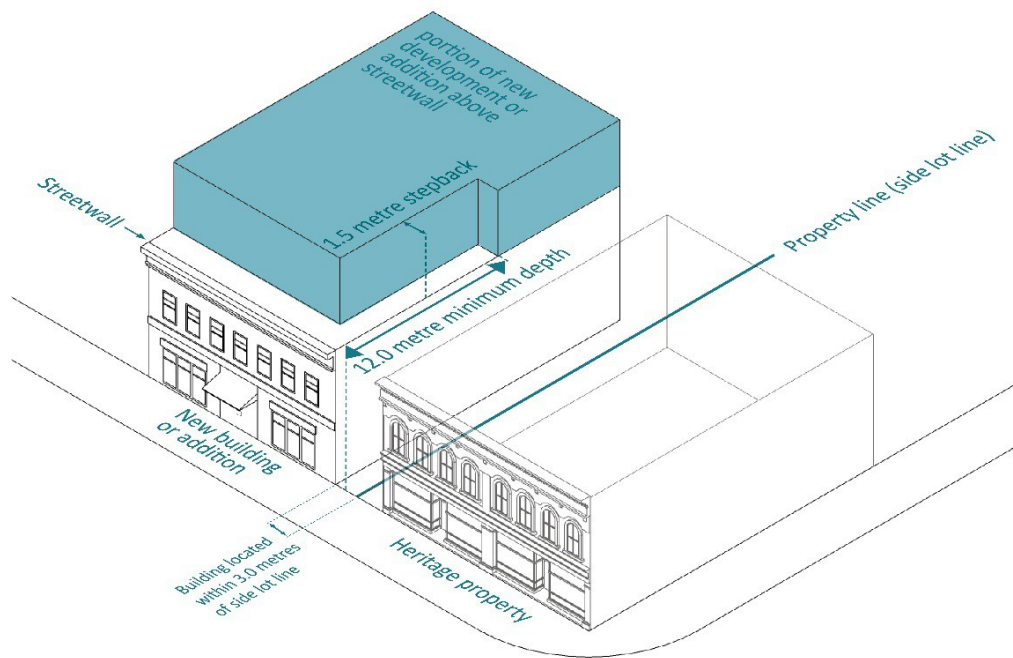 portion of new
development or
addition above
streetwall
Streetwall
1.5 metre stepback
12.0 metre minimum depth
Property line (side lot line)
New building
or addition
Building located
within 3.0 metres
of side lot line
Heritage property